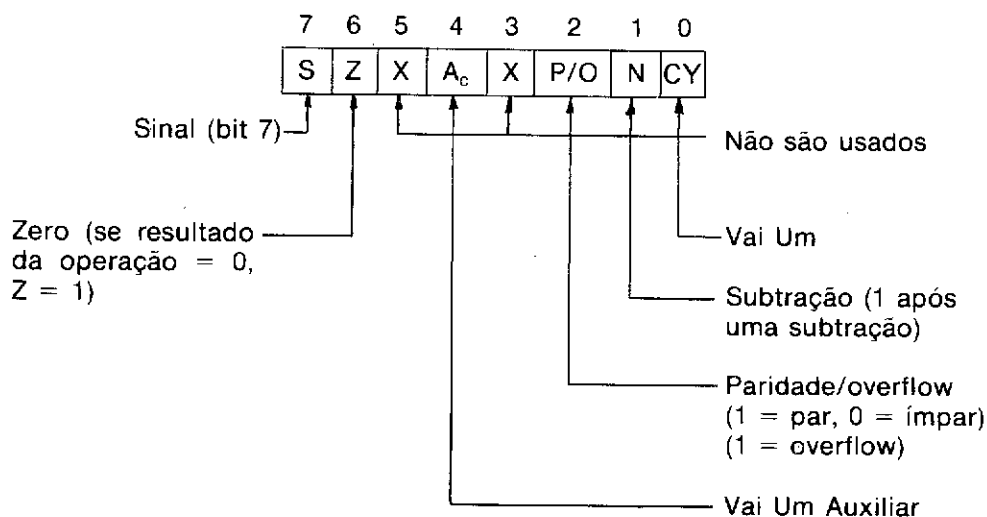 7 6 5 4 3 2 1 0
S Z X Ac X P/O N CY
Sinal (bit 7)
Não são usados
Zero (se resultado
da operação = 0,
Z = 1)
Vai Um
Subtração (1 após
uma subtração)
Paridade/overflow
(1 = par, 0 = ímpar)
(1 = overflow)
Vai Um Auxiliar